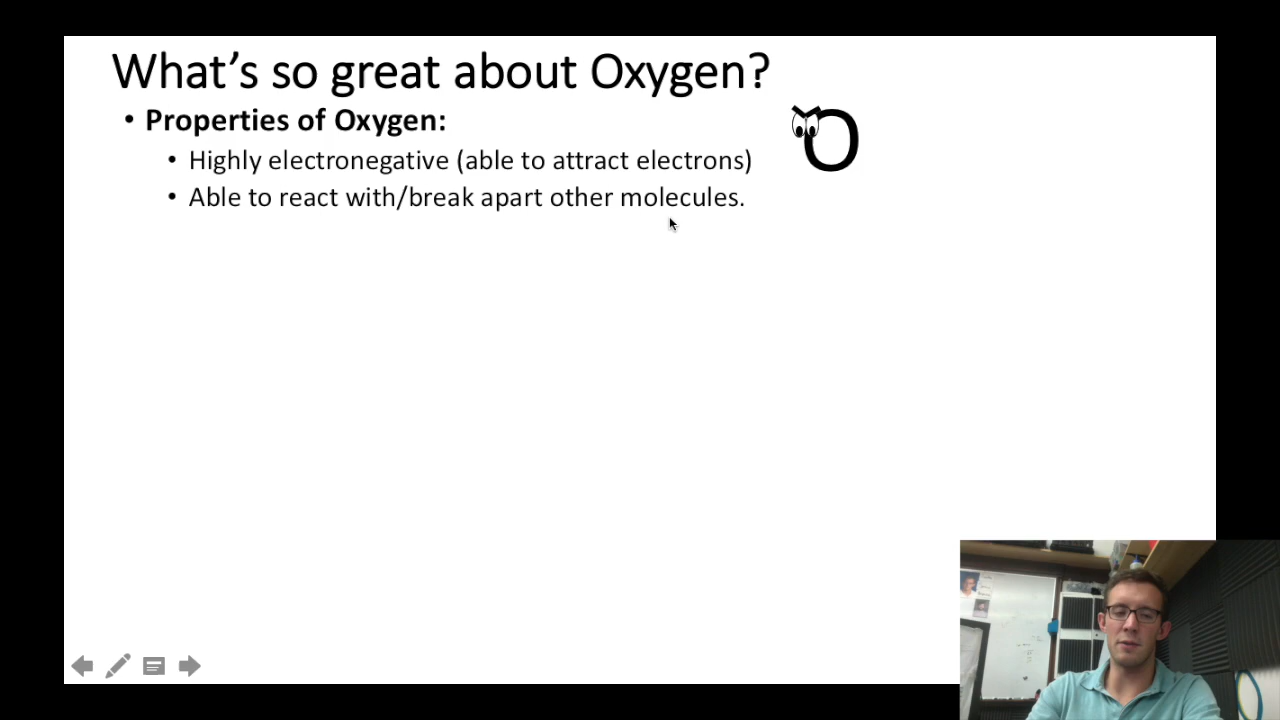 What's so great about Oxygen?
• Properties of Oxygen:
• Highly electronegative (able to attract electrons)
• Able to react with/break apart other molecules.
O